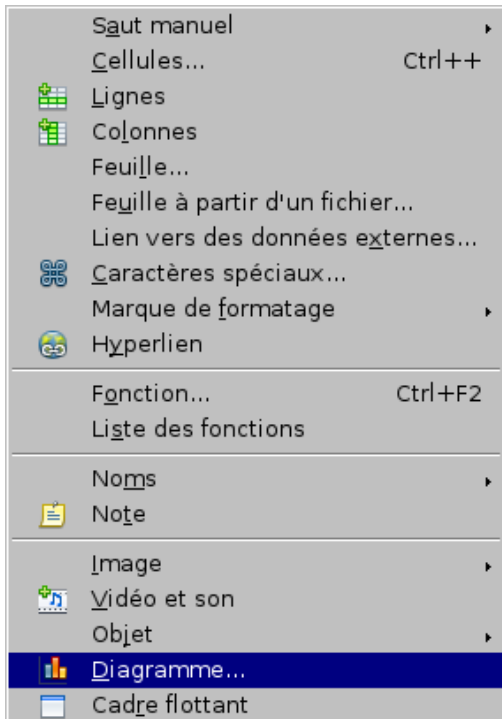 Saut manuel
Cellules... Ctrl++
Lignes
Colonnes
Feuille...
Feuille à partir d'un fichier...
Lien vers des données externes...
Caractères spéciaux...
Marque de formatage
Hyperlien
Fonction... Ctrl+F2
Liste des fonctions
Noms
Note
Image
Vidéo et son
Objet
Diagramme...
Cadre flottant